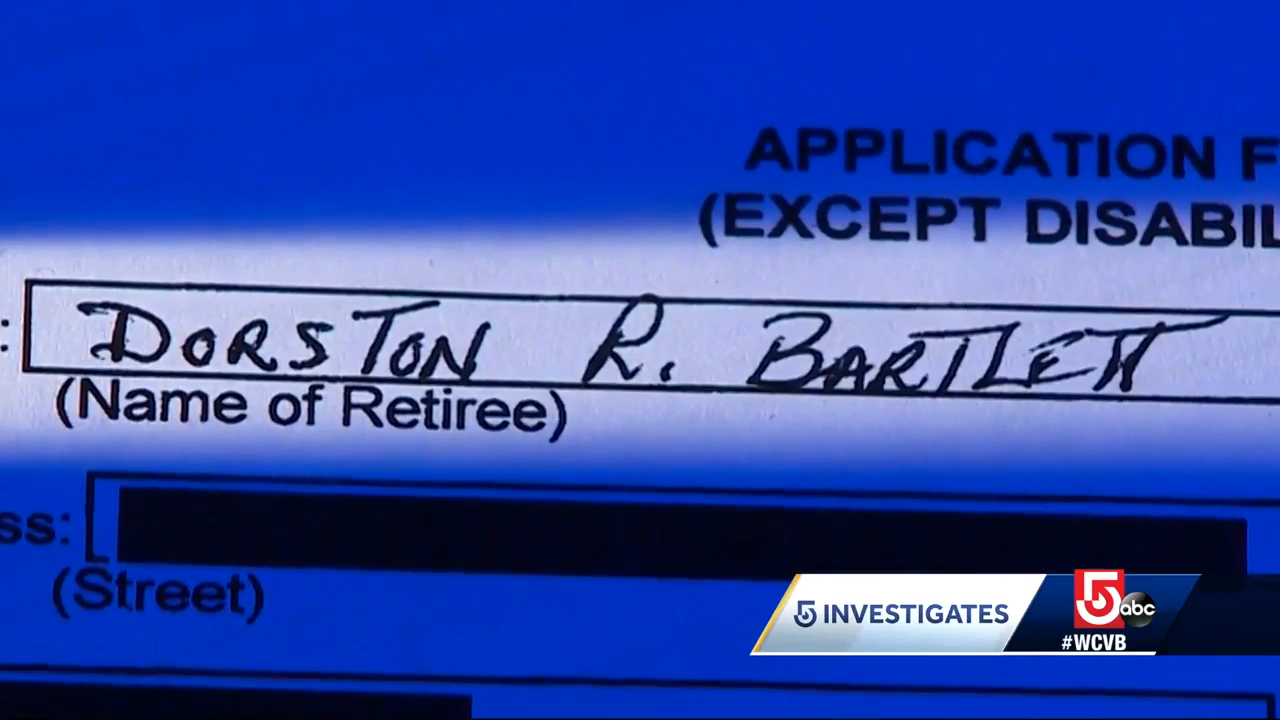 APPLICATION F
(EXCEPT DISABIL
: DORSTON R. BARTLETT
(Name of Retiree)
ss:
(Street)
5 INVESTIGATES
5 abc
#WCVB